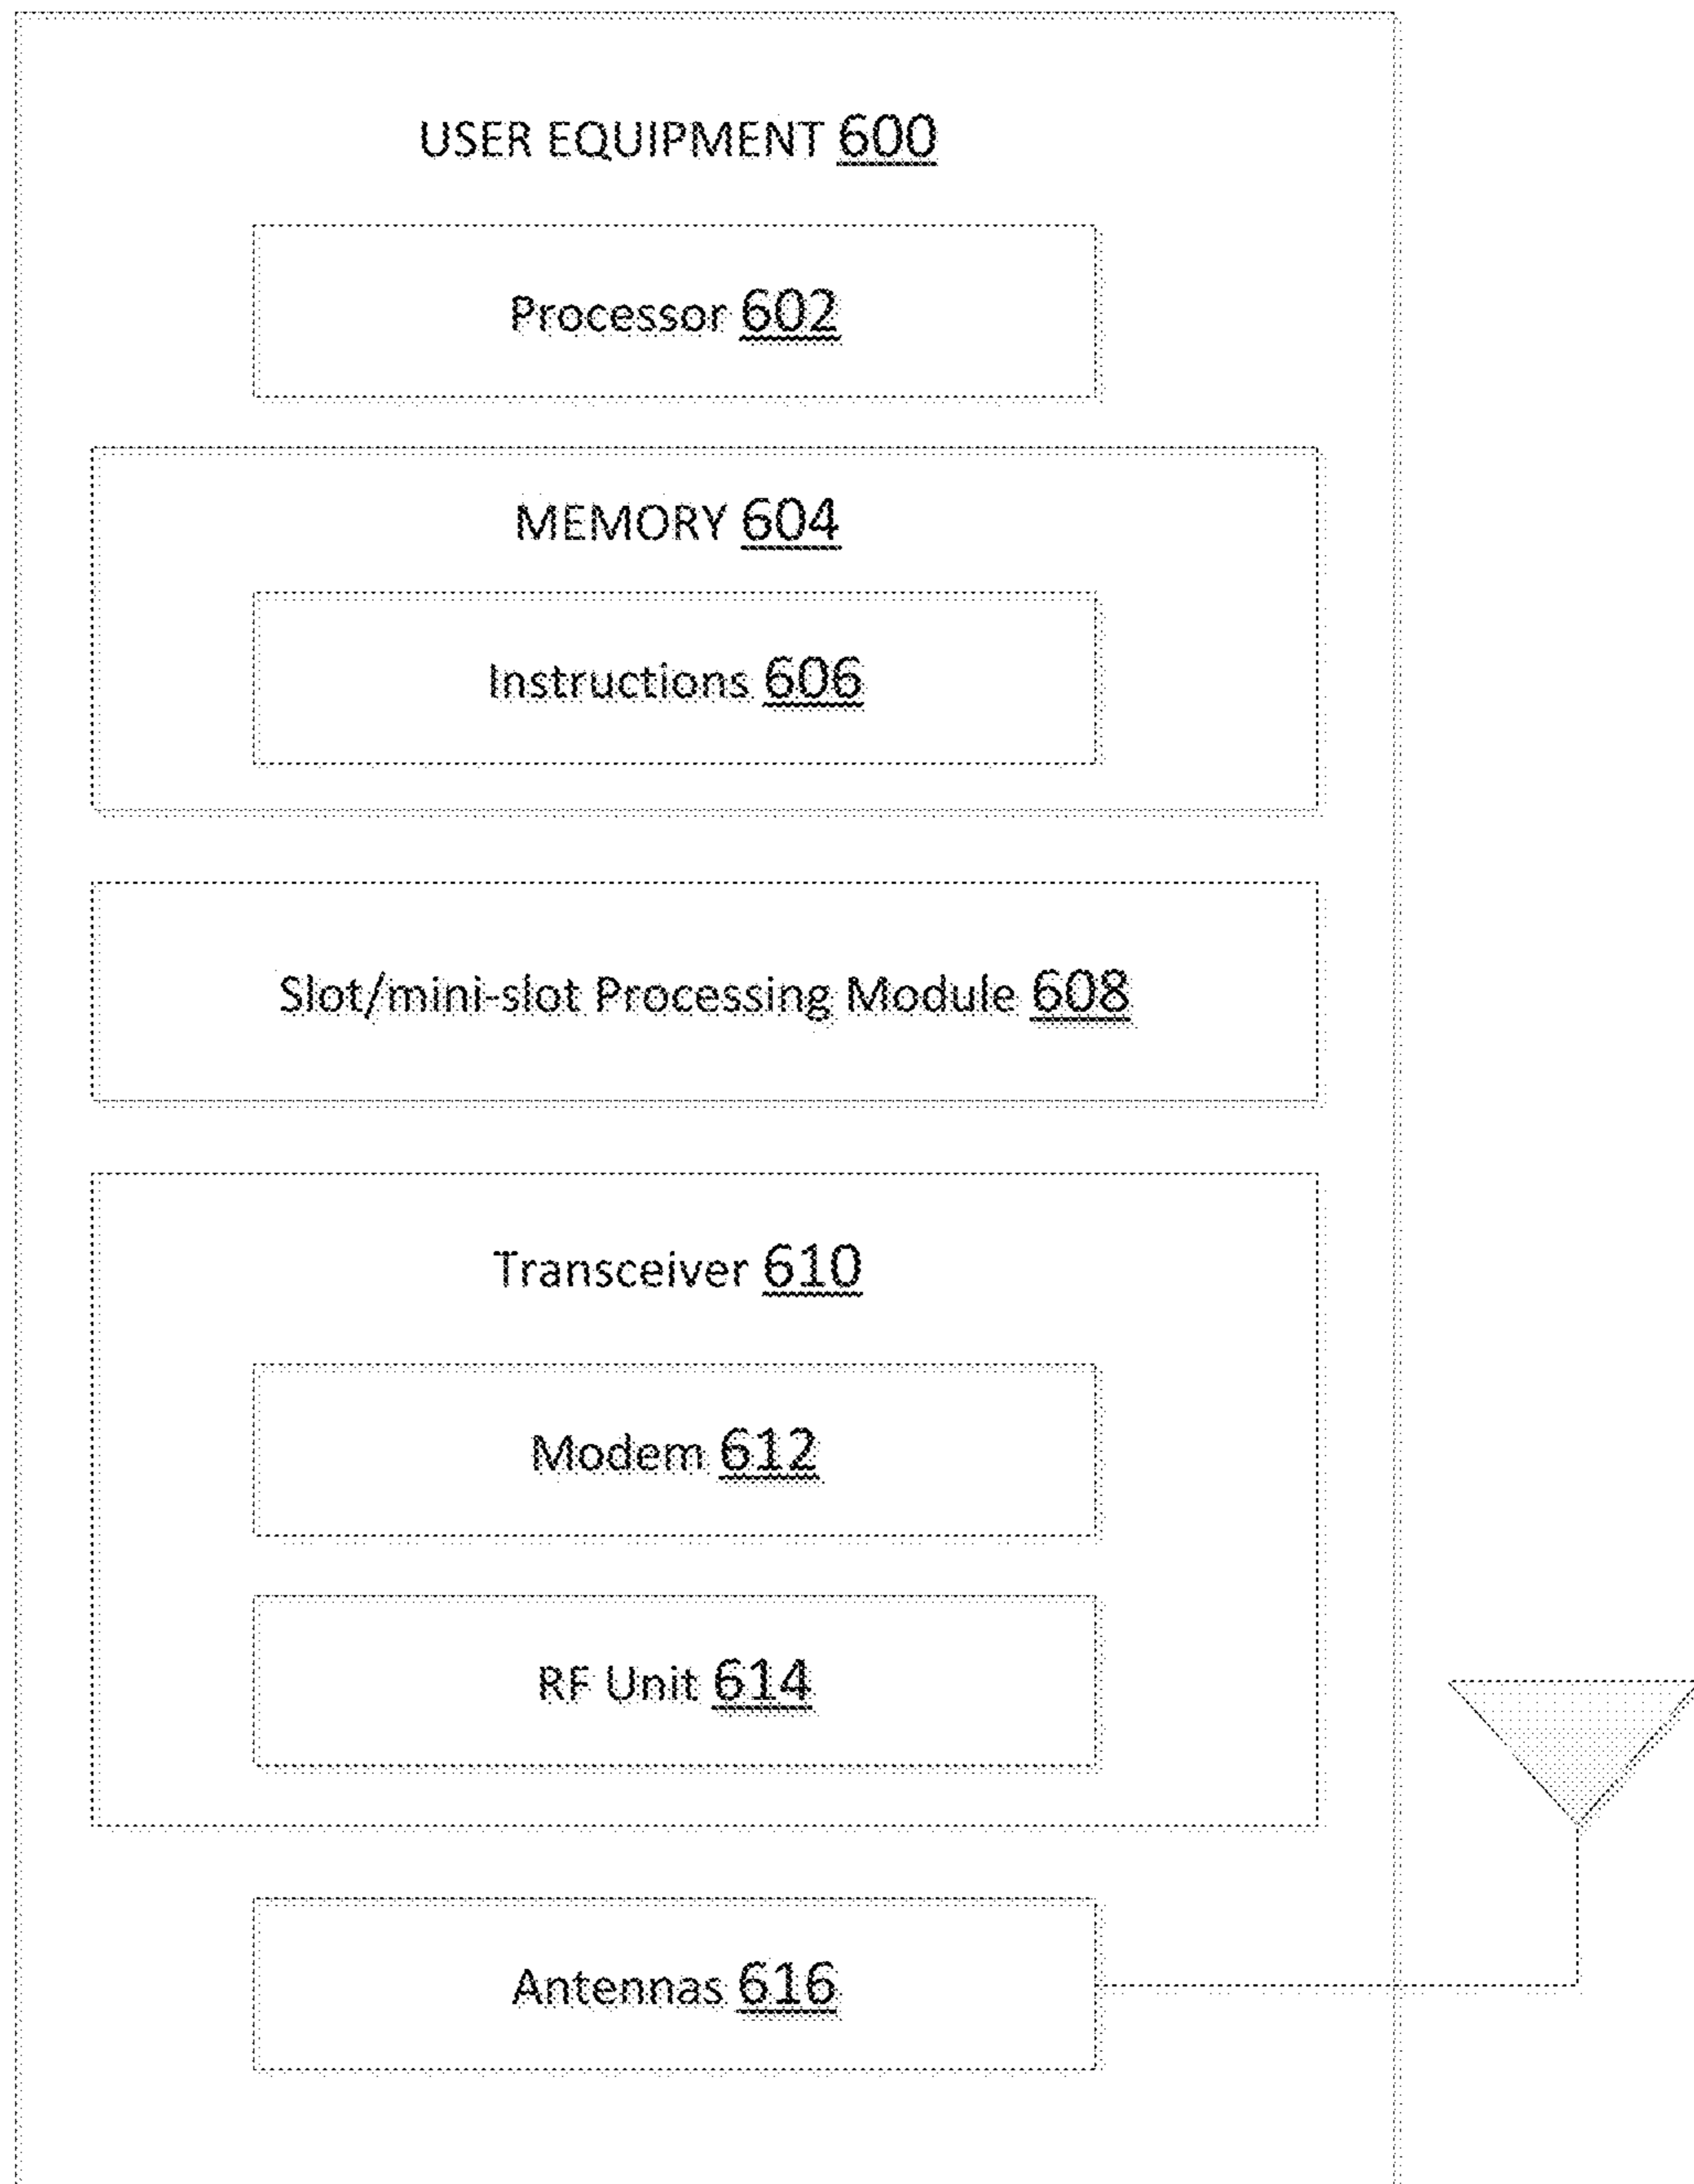 USER EQUIPMENT 600
Processor 602
MEMORY 604
Instructions 606
Slot/mini-slot Processing Module 608
Transceiver 610
Modem 612
RF Unit 614
Antennas 616